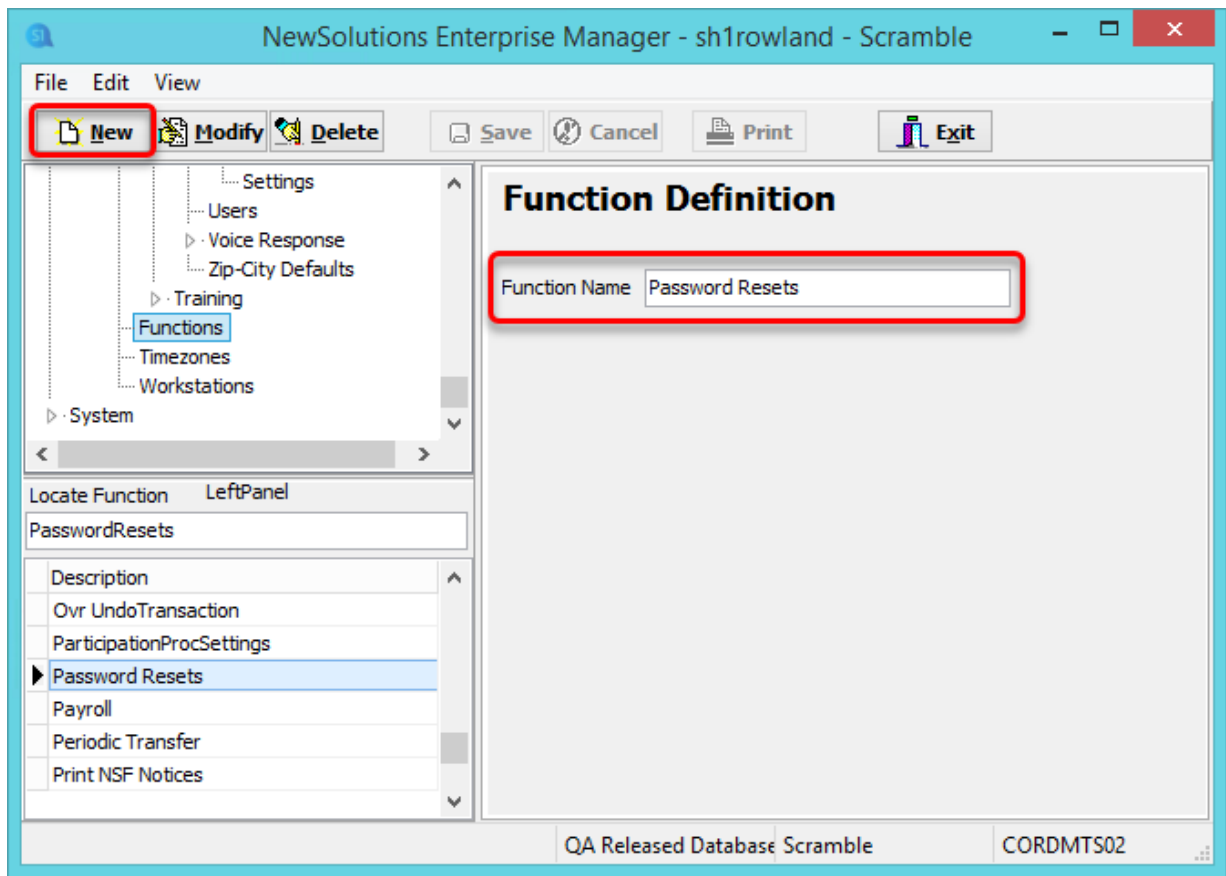 NewSolutions Enterprise Manager - sh1rowland - Scramble
File Edit View
New Modify Delete Save Cancel Print Exit
Settings
Users
Voice Response
Zip-City Defaults
Training
Functions
Timezones
Workstations
System
Function Definition
Function Name Password Resets
Locate Function LeftPanel
PasswordResets
Description
Ovr UndoTransaction
ParticipationProcSettings
Password Resets
Payroll
Periodic Transfer
Print NSF Notices
QA Released Database Scramble CORDMTS02